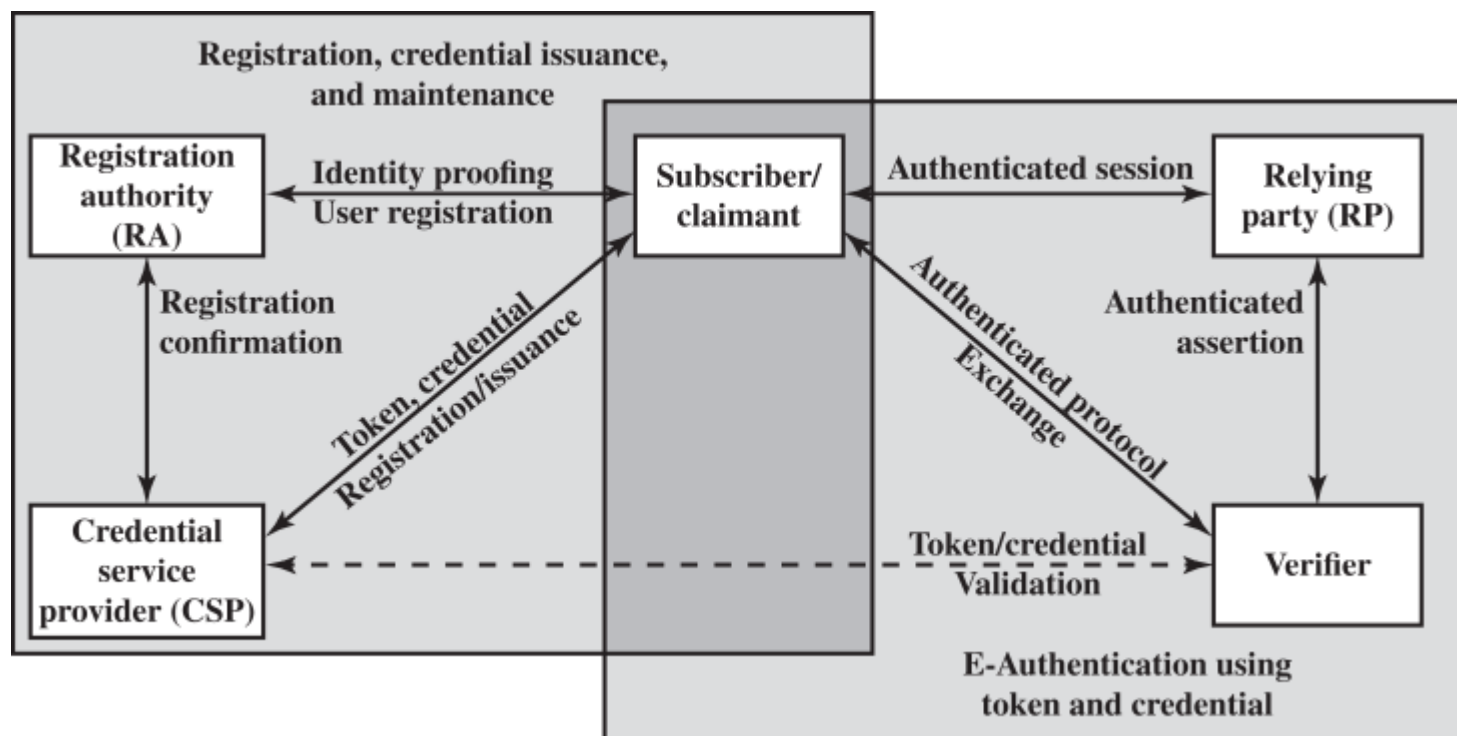 Registration, credential issuance,
and maintenance
Registration
authority
(RA)
Identity proofing
User registration
Subscriber/
claimant
Authenticated session
Relying
party (RP)
Registration
confirmation
Token, credential
Registration/issuance
Authenticated protocol
Exchange
Authenticated
assertion
Credential
service
provider (CSP)
Token/credential
Validation
Verifier
E-Authentication using
token and credential